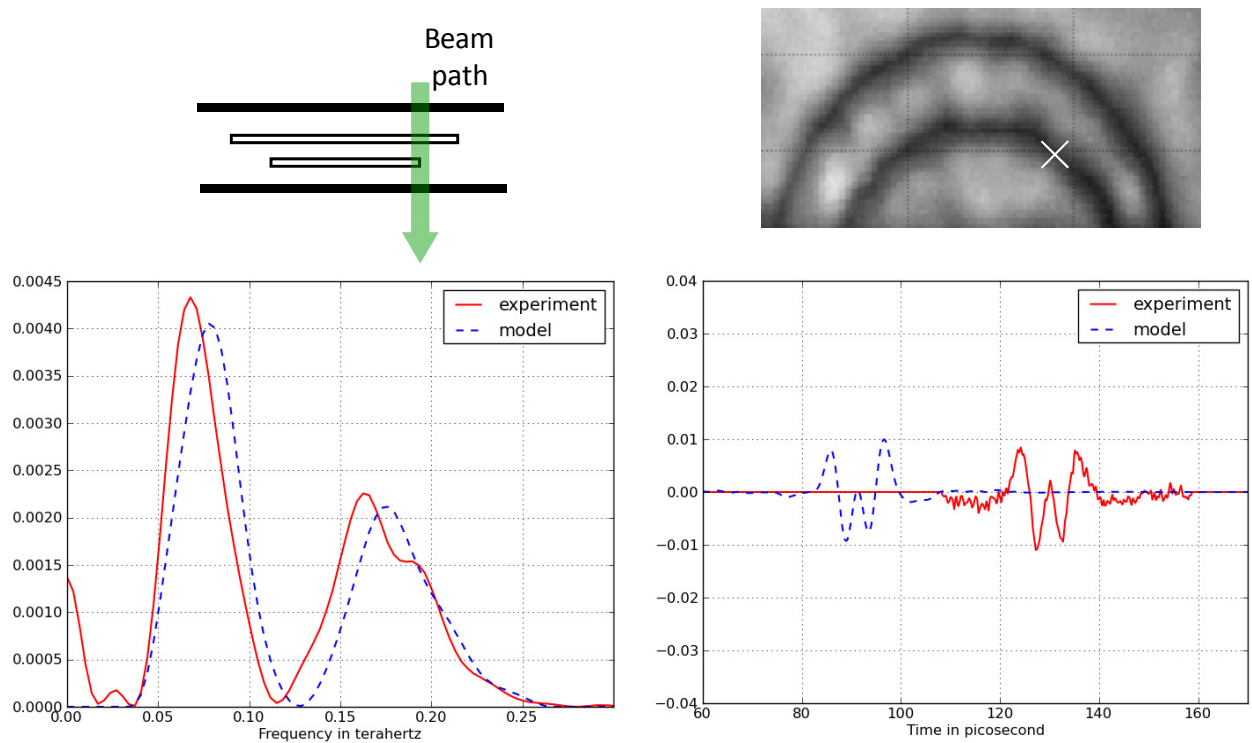 Beam
path
0.0045
0.0040
0.0035
0.0030
0.0025
0.0020
0.0015
0.0010
0.0005
0.0000
0.00 0.05 0.10 0.15 0.20 0.25
Frequency in terahertz
experiment
model
0.04
0.03
0.02
0.01
0.00
−0.01
−0.02
−0.03
−0.04
60 80 100 120 140 160
Time in picosecond
experiment
model